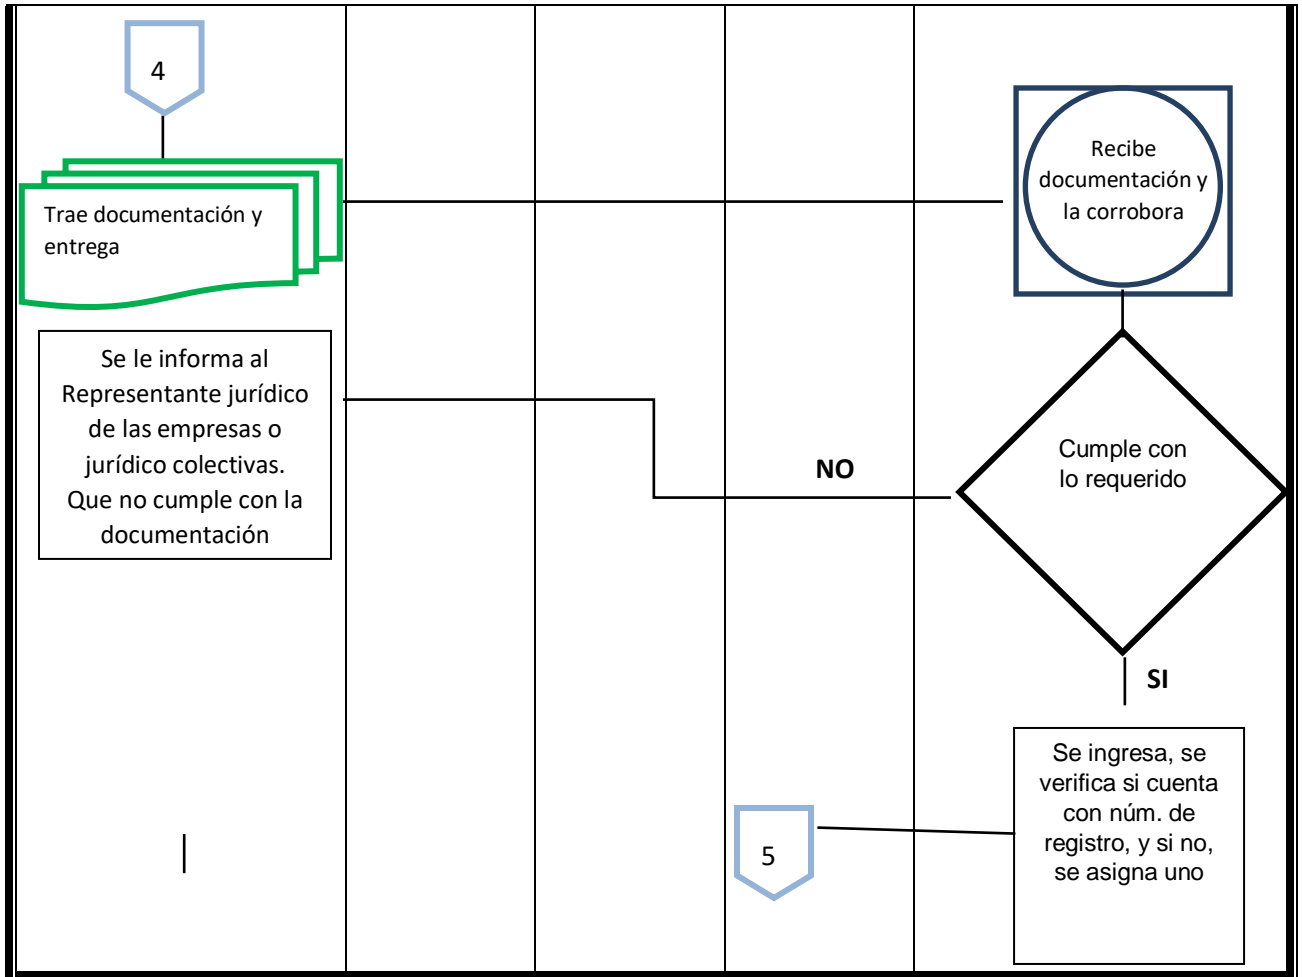 4
Recibe
documentación y
la corrobora
Trae documentación y
entrega
Se le informa al
Representante jurídico
de las empresas o
jurídico colectivas.
Que no cumple con la
documentación
NO
Cumple con
lo requerido
SI
Se ingresa, se
verifica si cuenta
con núm. de
registro, y si no,
se asigna uno
5